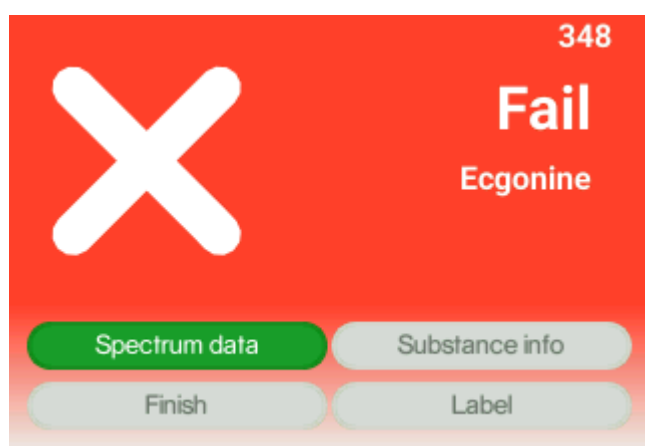 348
Fail
Ecgonine
Spectrum data Substance info
Finish Label